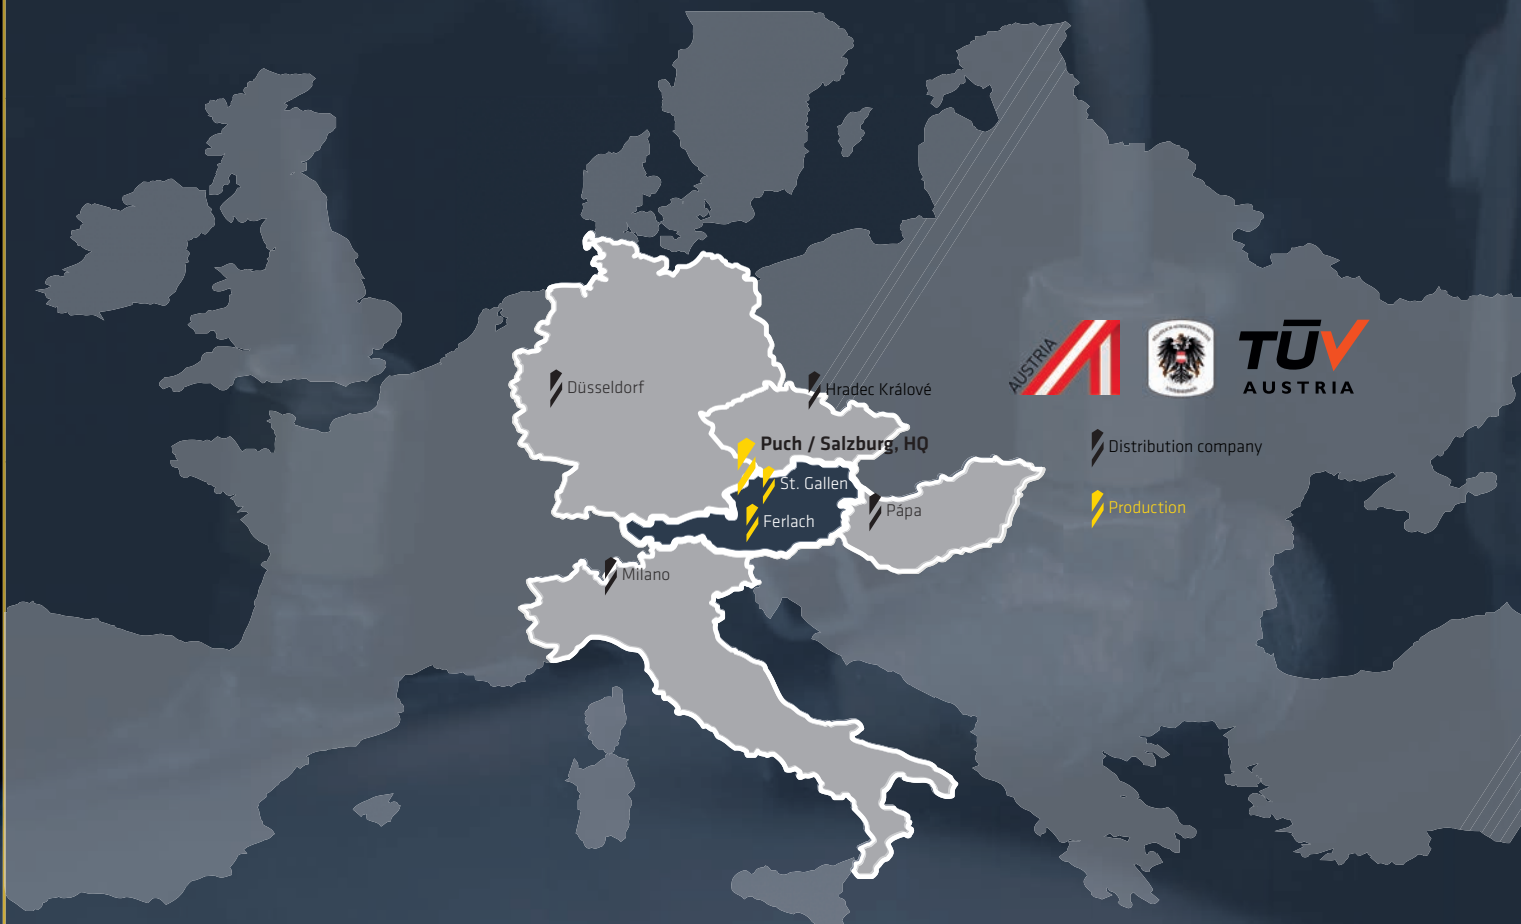 AUSTRIA
TÜV
AUSTRIA
Düsseldorf
Hradec Králové
Puch / Salzburg, HQ
St. Gallen
Ferlach
Pápa
Milano
Distribution company
Production